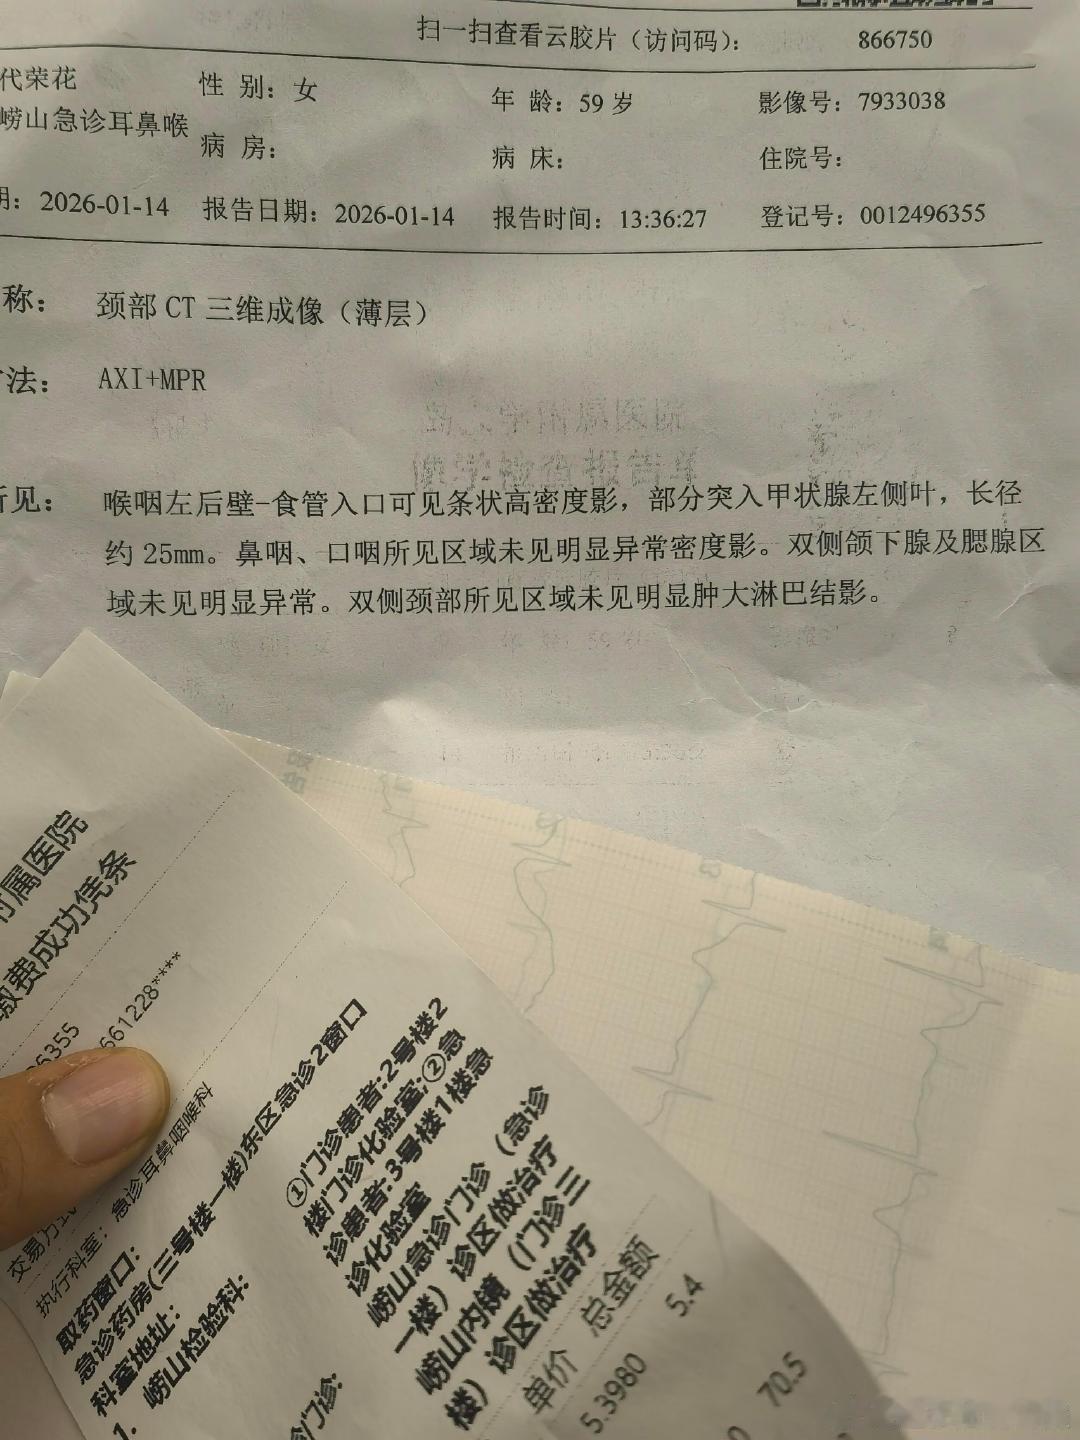 扫一扫查看云胶片（访问码）： 866750
代荣花 性 别：女 年 龄：59 岁 影像号：7933038
崂山急诊耳鼻喉 病 房： 病 床： 住院号：
期：2026-01-14 报告日期：2026-01-14 报告时间：13:36:27 登记号：0012496355
称： 颈部 CT 三维成像（薄层）
方法： AXI+MPR
所见： 喉咽左后壁-食管入口可见条状高密度影，部分突入甲状腺左侧叶，长径
约 25mm。鼻咽、口咽所见区域未见明显异常密度影。双侧颌下腺及腮腺区
域未见明显异常。双侧颈部所见区域未见明显肿大淋巴结影。
附属医院
缴费成功凭条
96355
661228****
交易方式
执行科室：急诊耳鼻咽喉科
取药窗口：
急诊药房(三号楼一楼)东区急诊2窗口
科室地址：
1. 崂山检验科：
①门诊患者:2号楼2
楼门诊化验室;②急
诊患者:3号楼1楼急
诊化验室
崂山急诊/门诊（急诊
一楼）诊区做治疗
崂山内镜（门诊三
楼）诊区做治疗
门诊:
单价 总金额
5.3980 5.4
70.5